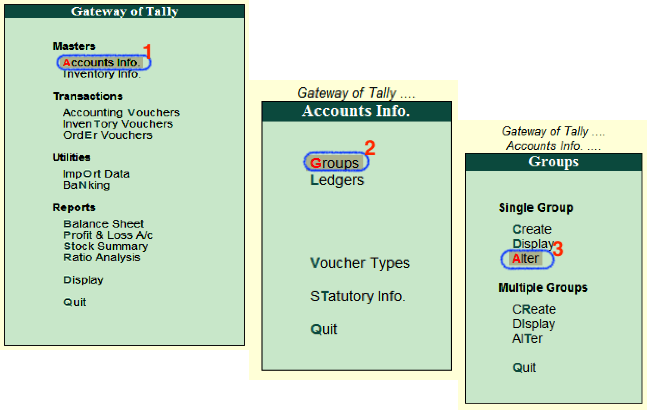 Gateway of Tally
Masters
Accounts Info.
1
Inventory Info.
Transactions
Accounting Vouchers
InvenTory Vouchers
OrdEr Vouchers
Utilities
ImpOrt Data
BaNking
Reports
Balance Sheet
Profit & Loss A/c
Stock Summary
Ratio Analysis
Display
Quit
Gateway of Tally ....
Accounts Info.
Groups
2
Ledgers
Voucher Types
STatutory Info.
Quit
Gateway of Tally ....
Accounts Info. ....
Groups
Single Group
Create
Display
Alter
3
Multiple Groups
CReate
DIsplay
AlTer
Quit